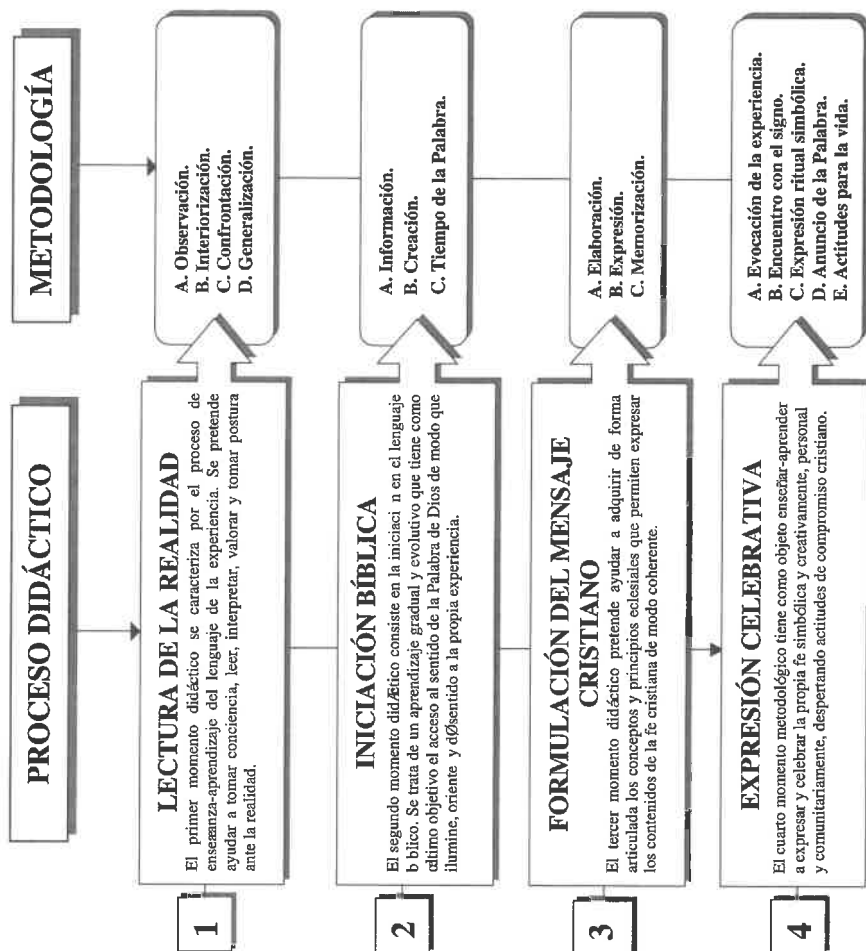 PROCESO DIDÁCTICO
METODOLOGÍA
1
LECTURA DE LA REALIDAD
El primer momento didáctico se caracteriza por el proceso de
enseæanza-aprendizaje del lenguaje de la experiencia. Se pretende
ayudar a tomar conciencia, leer, interpretar, valorar y tomar postura
ante la realidad.
A. Observación.
B. Interiorización.
C. Confrontación.
D. Generalización.
2
INICIACIÓN BÍBLICA
El segundo momento didÆctico consiste en la iniciaci n en el lenguaje
b blico. Se trata de un aprendizaje gradual y evolutivo que tiene como
œltimo objetivo el acceso al sentido de la Palabra de Dios de modo que
ilumine, oriente y dØsentido a la propia experiencia.
A. Información.
B. Creación.
C. Tiempo de la Palabra.
3
FORMULACIÓN DEL MENSAJE
CRISTIANO
El tercer momento didáctico pretende ayudar a adquirir de forma
articulada los conceptos y principios eclesiales que permiten expresar
los contenidos de la fe cristiana de modo coherente.
A. Elaboración.
B. Expresión.
C. Memorización.
4
EXPRESIÓN CELEBRATIVA
El cuarto momento metodológico tiene como objeto enseñar-aprender
a expresar y celebrar la propia fe simbólica y creativamente, personal
y comunitariamente, despertando actitudes de compromiso cristiano.
A. Evocación de la experiencia.
B. Encuentro con el signo.
C. Expresión ritual simbólica.
D. Anuncio de la Palabra.
E. Actitudes para la vida.